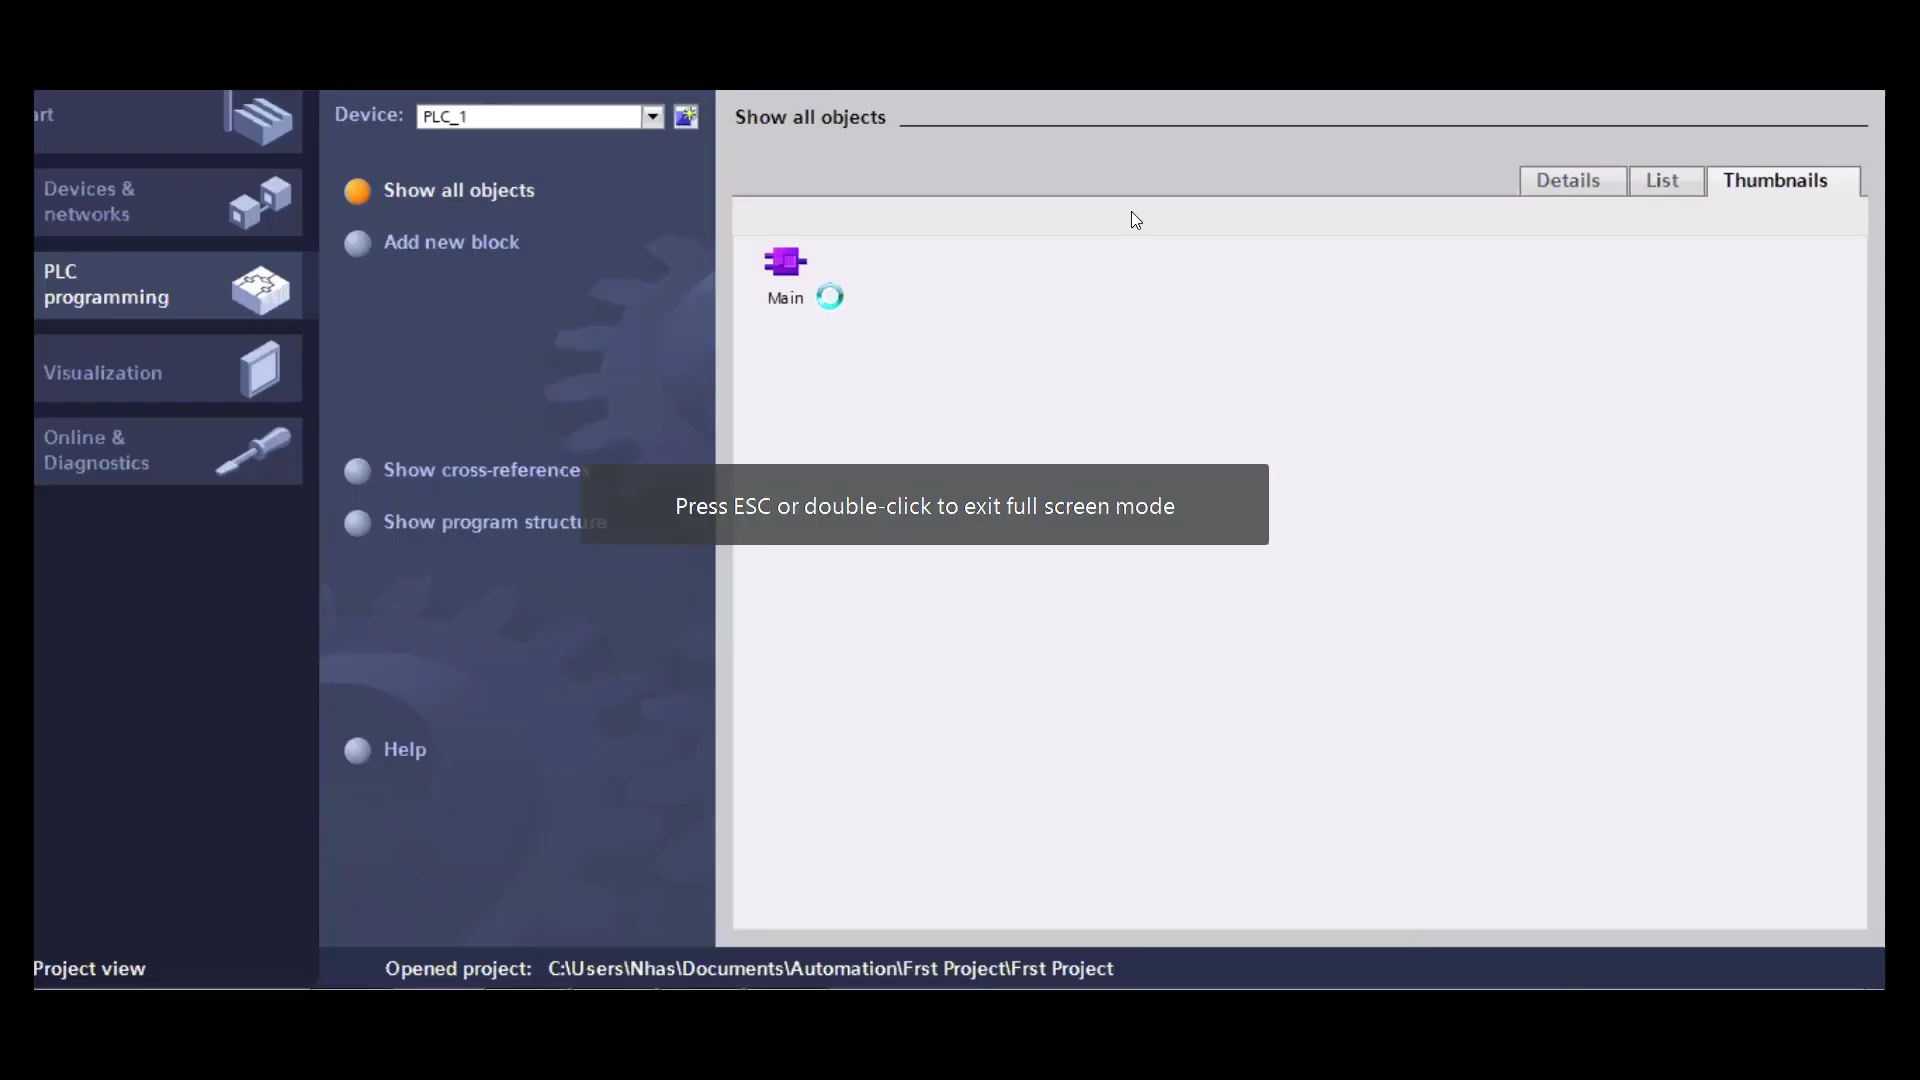 art
Devices &
networks
PLC
programming
Visualization
Online &
Diagnostics
Project view
Device: PLC_1
Show all objects
Add new block
Show cross-references
Show program structure
Help
Show all objects
Details List Thumbnails
Main
Press ESC or double-click to exit full screen mode
Opened project: C:\Users\Nhas\Documents\Automation\Frst Project\Frst Project